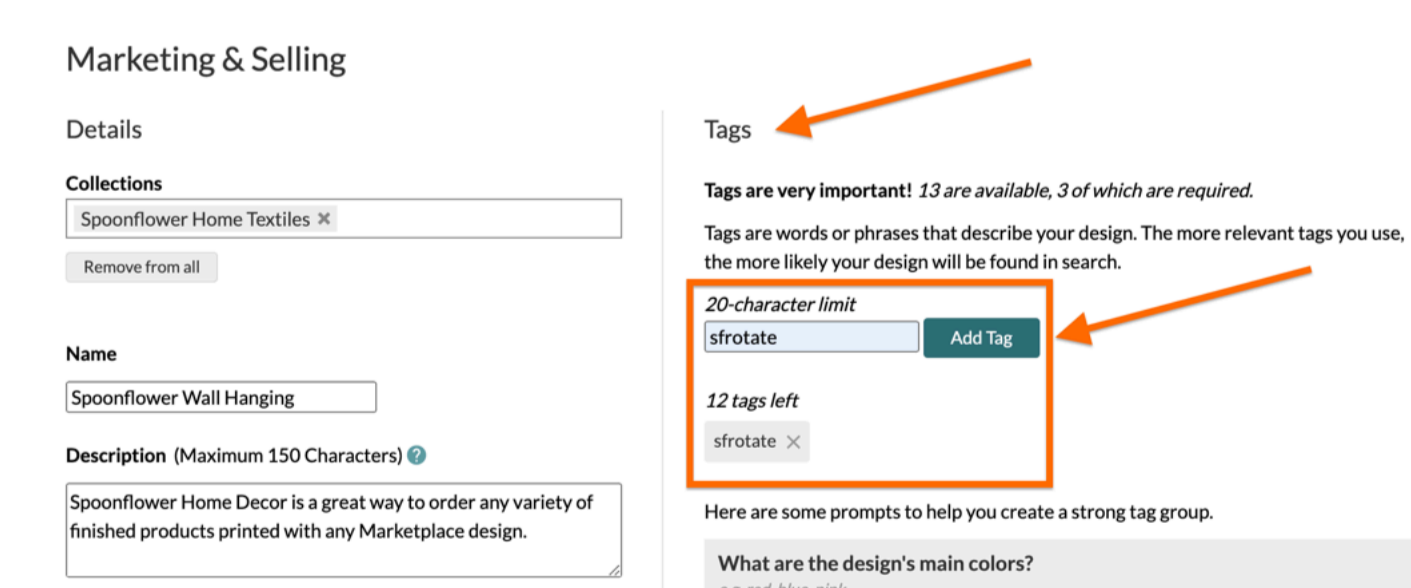 Marketing & Selling
Details
Collections
Spoonflower Home Textiles ×
Remove from all
Name
Spoonflower Wall Hanging
Description (Maximum 150 Characters) ?
Spoonflower Home Decor is a great way to order any variety of
finished products printed with any Marketplace design.
Tags
Tags are very important! 13 are available, 3 of which are required.
Tags are words or phrases that describe your design. The more relevant tags you use,
the more likely your design will be found in search.
20-character limit
sfrotate
Add Tag
12 tags left
sfrotate ×
Here are some prompts to help you create a strong tag group.
What are the design's main colors?